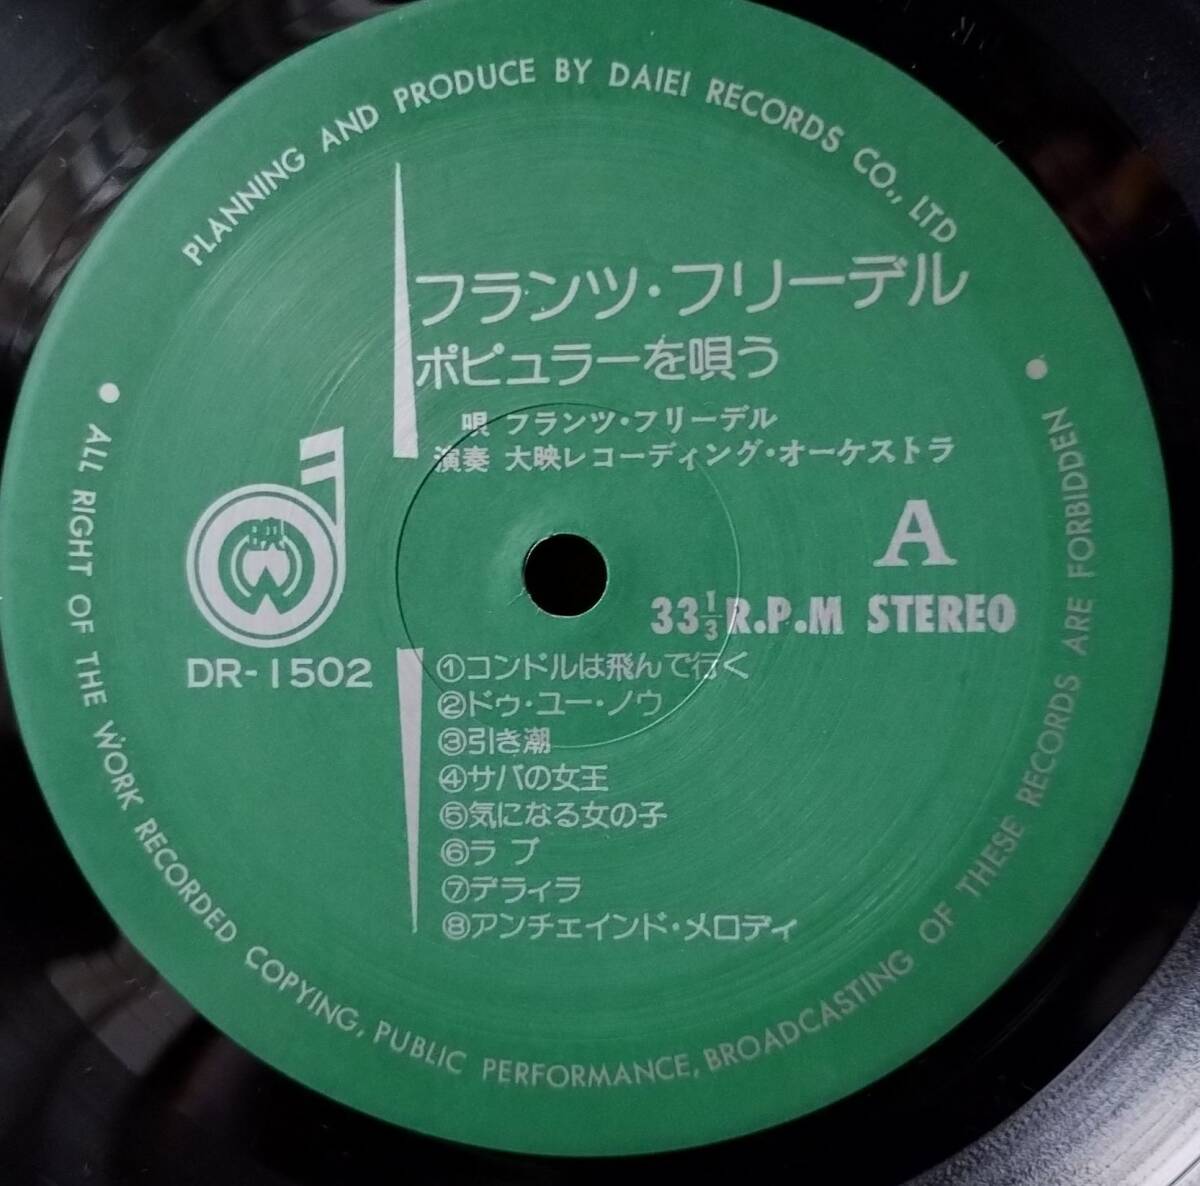 PLANNING AND PRODUCE BY DAIEI RECORDS CO., LTD
フランツ・フリーデル
ポピュラーを唄う
唄 フランツ・フリーデル
演奏 大映レコーディング・オーケストラ
A
33⅓ R.P.M STEREO
映
DR-1502
①コンドルは飛んで行く
②ドゥ・ユー・ノウ
③引き潮
④サバの女王
⑤気になる女の子
⑥ラブ
⑦デライラ
⑧アンチェインド・メロディ
• ALL RIGHT OF THE WORK RECORDED COPYING, PUBLIC PERFORMANCE, BROADCASTING OF THESE RECORDS ARE FORBIDDEN •